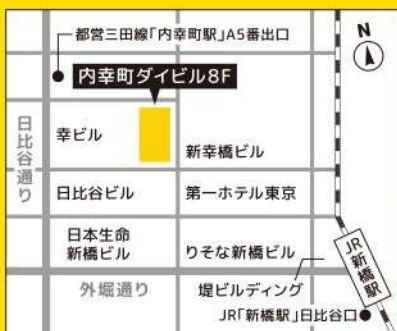 都営三田線「内幸町駅」A5番出口
N
内幸町ダイビル8F
日比谷通り
幸ビル
新幸橋ビル
日比谷ビル
第一ホテル東京
日本生命
新橋ビル
りそな新橋ビル
JR新橋駅
外堀通り
堤ビルディング
JR「新橋駅」日比谷口